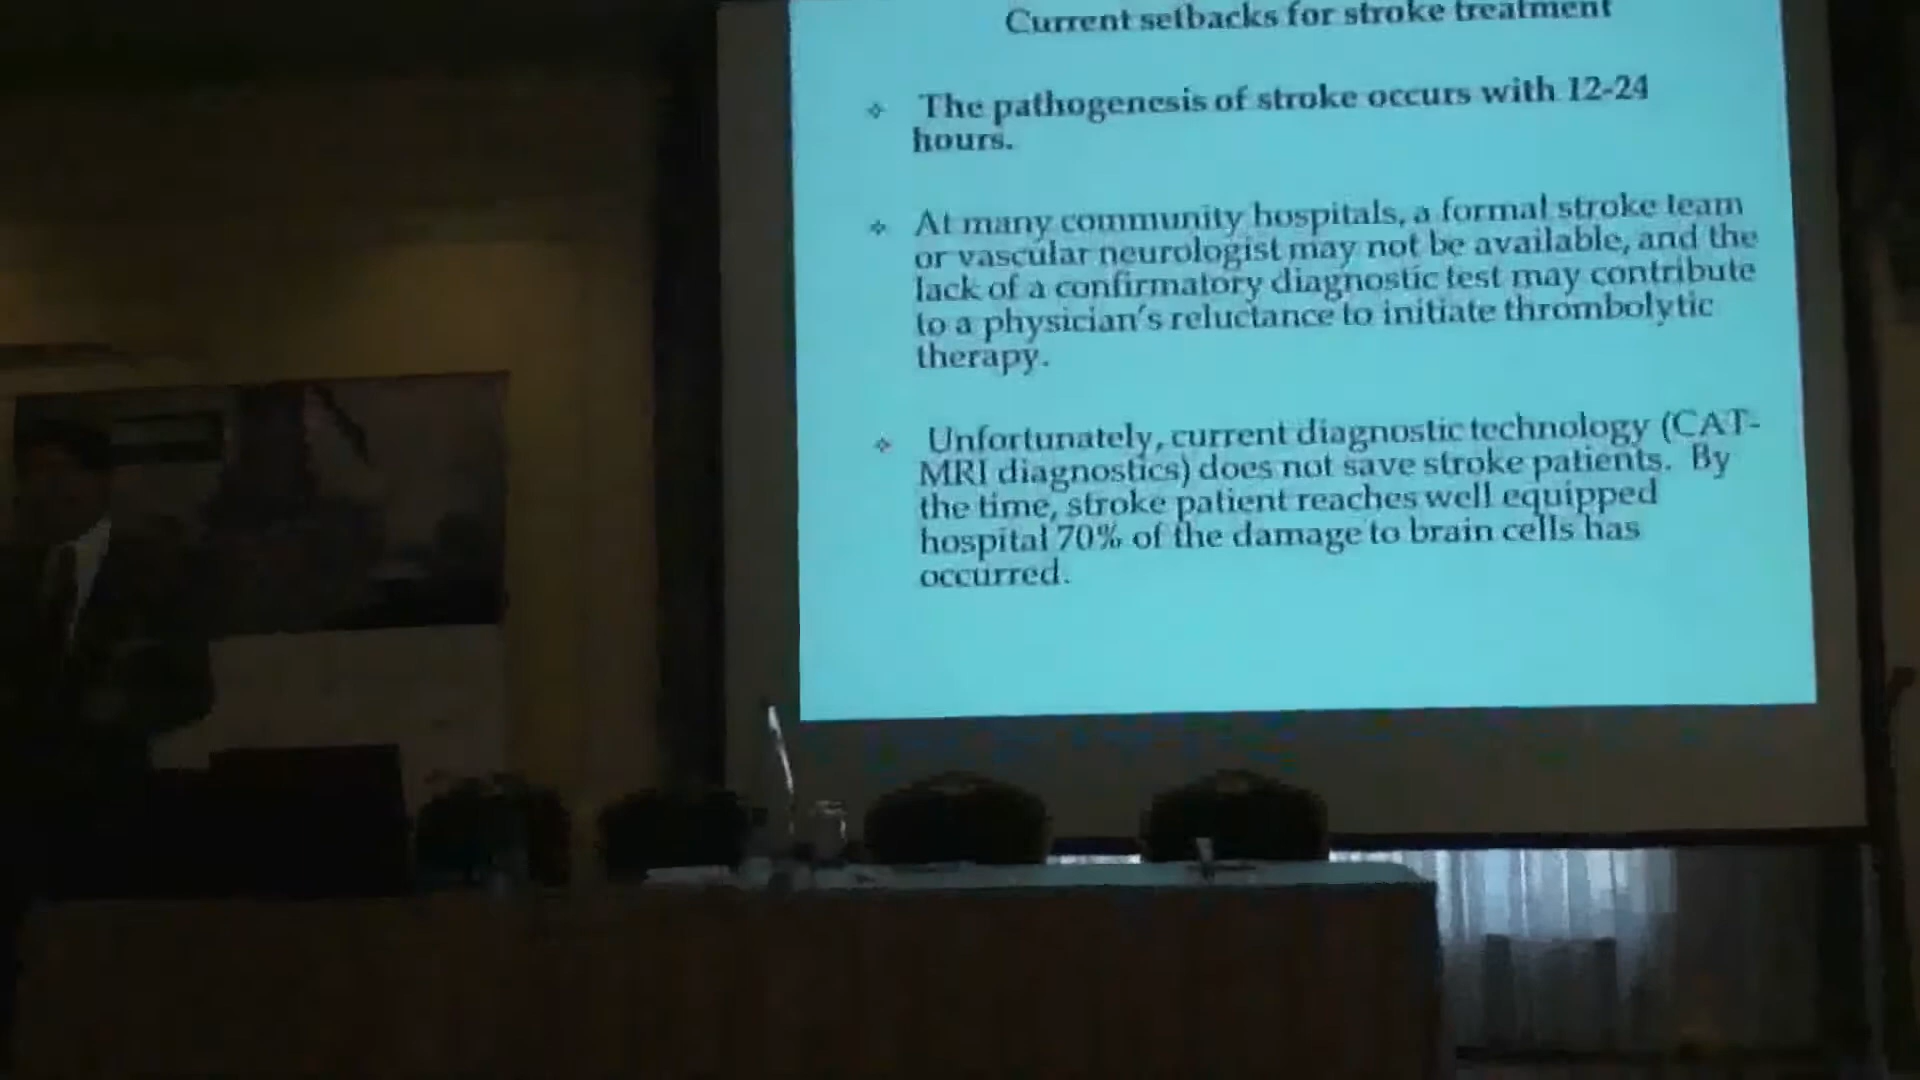 Current setbacks for stroke treatment
The pathogenesis of stroke occurs with 12-24
hours.
At many community hospitals, a formal stroke team
or vascular neurologist may not be available, and the
lack of a confirmatory diagnostic test may contribute
to a physician's reluctance to initiate thrombolytic
therapy.
Unfortunately, current diagnostic technology (CAT-
MRI diagnostics) does not save stroke patients. By
the time, stroke patient reaches well equipped
hospital 70% of the damage to brain cells has
occurred.